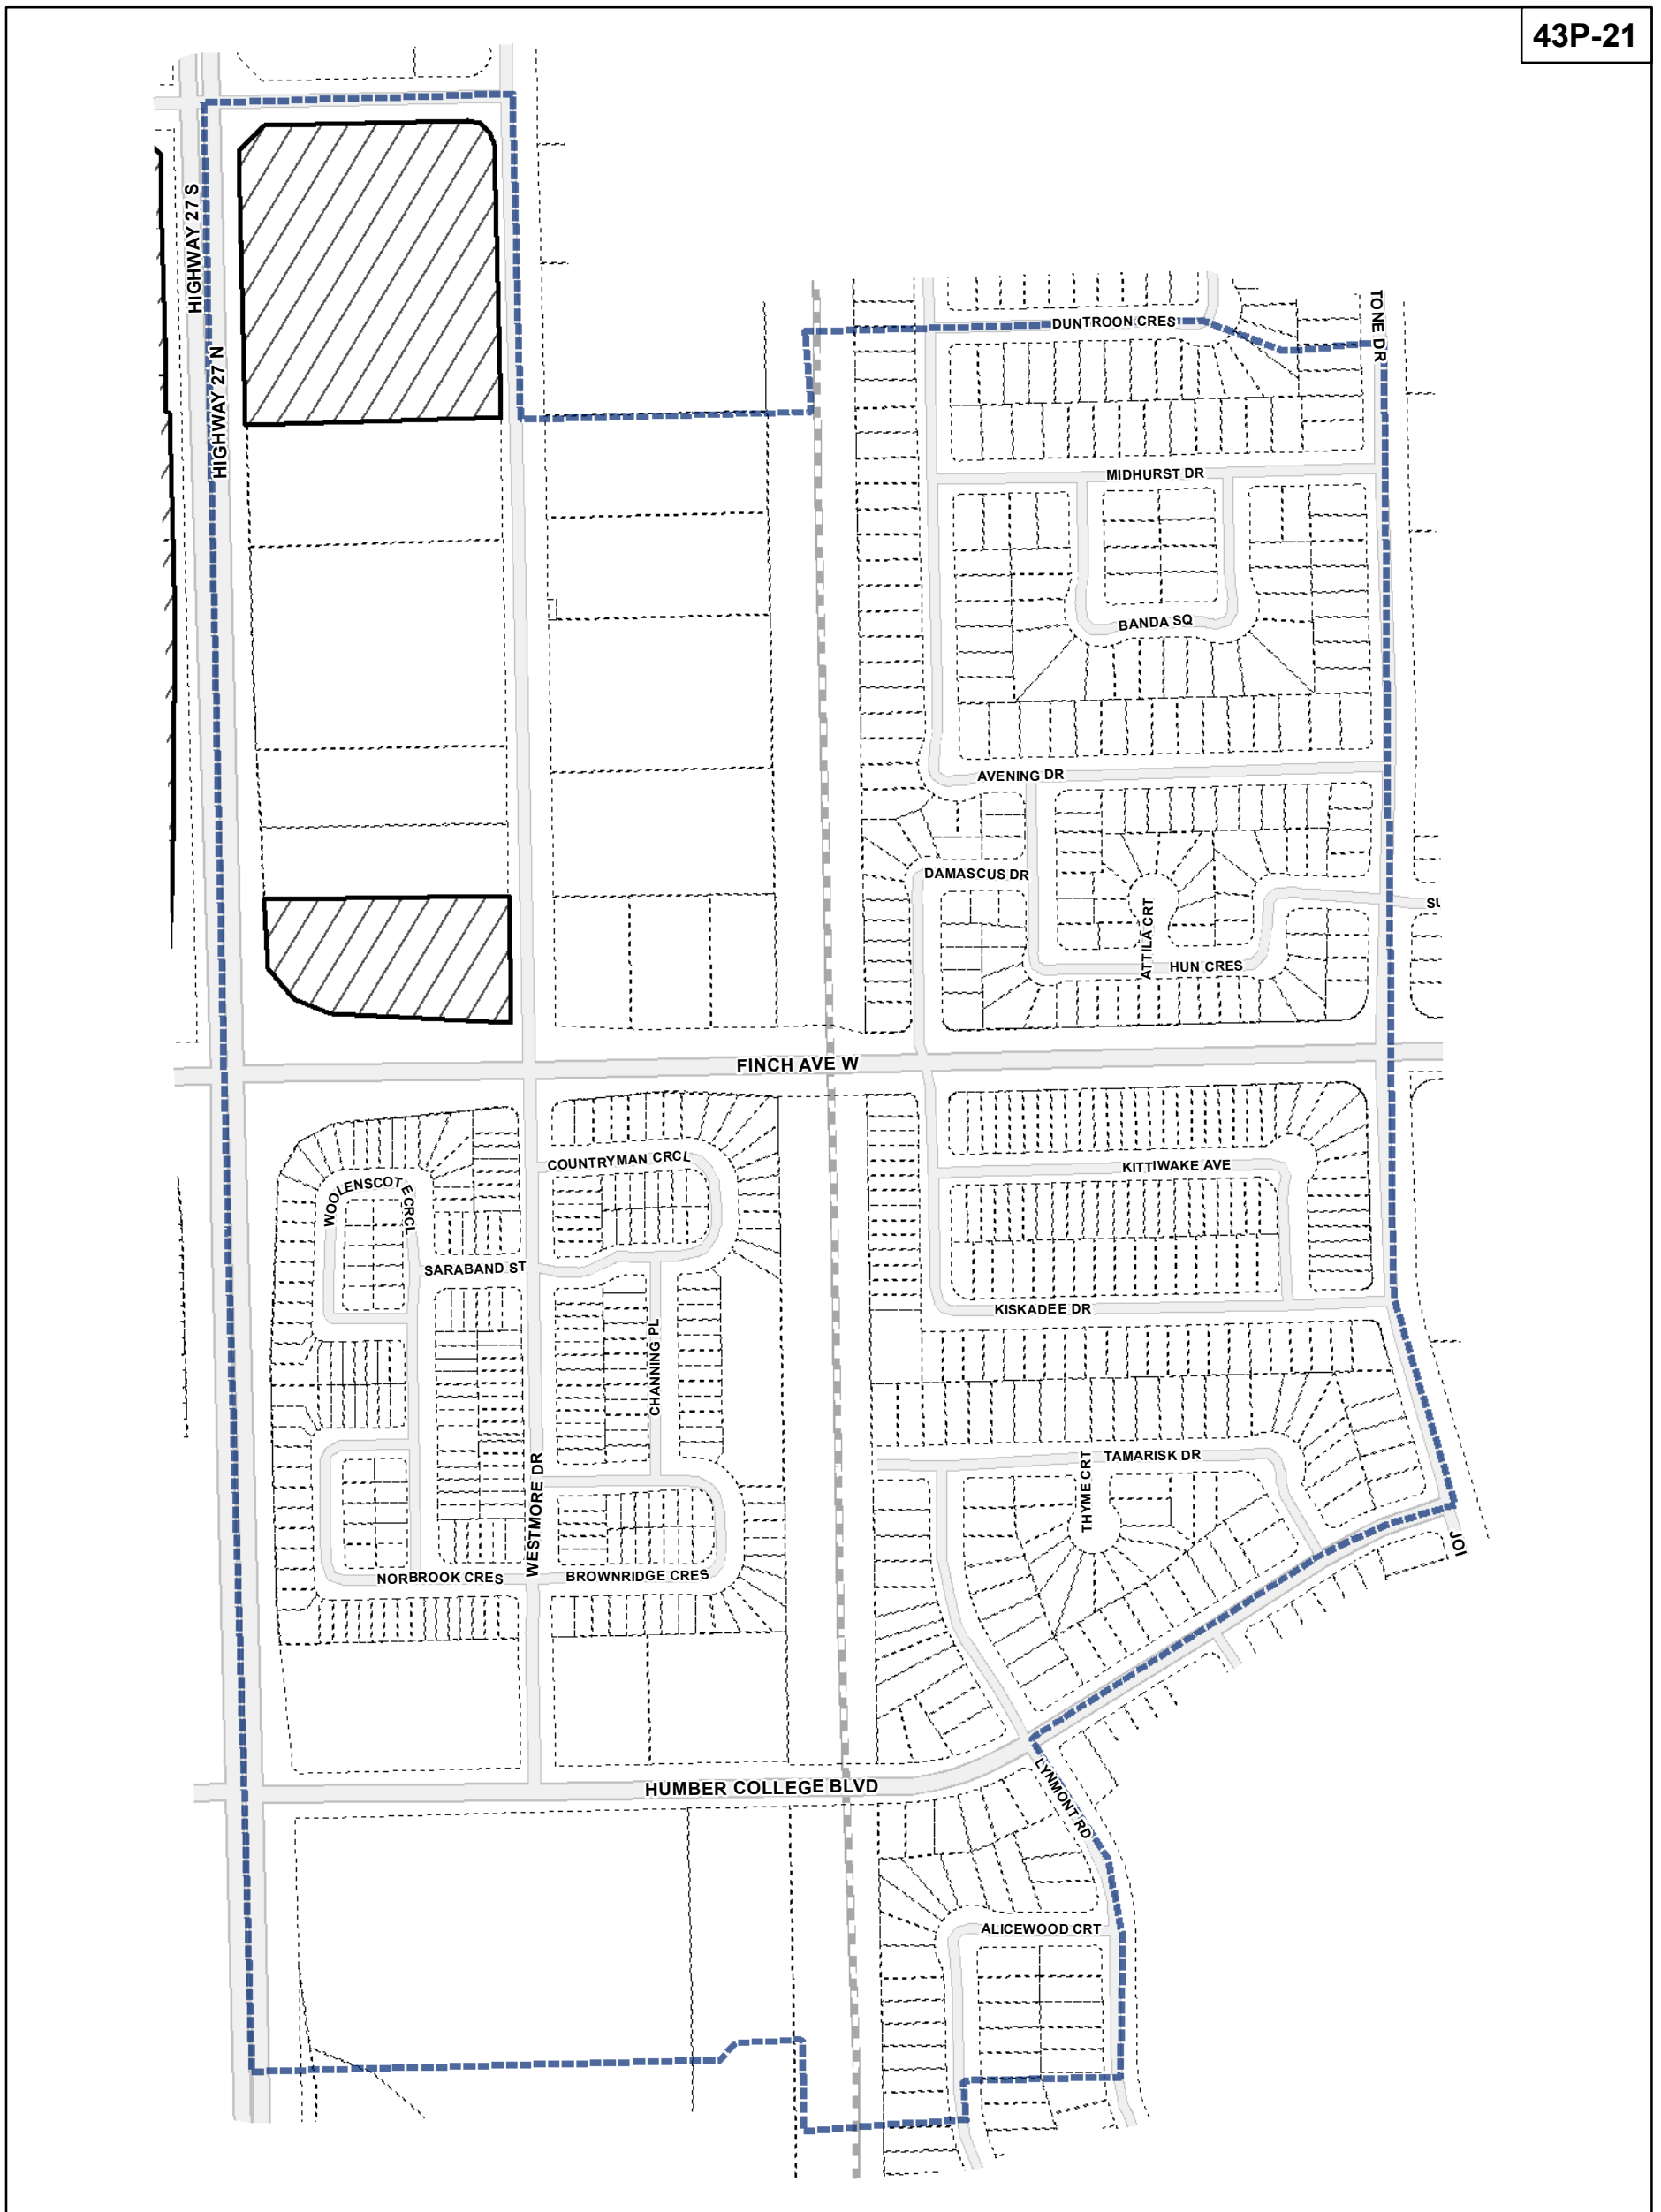 43P-21
HIGHWAY 27 S
HIGHWAY 27 N
DUNTROON CRES
TONE DR
MIDHURST DR
BANDA SQ
AVENING DR
DAMASCUS DR
ATTILA CRT
SU
HUN CRES
FINCH AVE W
COUNTRYMAN CRCL
KITTIWAKE AVE
WOOLENSCOTE CRCL
SARABAND ST
KISKADEE DR
CHANNING PL
WESTMORE DR
THYME CRT
TAMARISK DR
JOI
NORBROOK CRES
BROWNRIDGE CRES
HUMBER COLLEGE BLVD
LYNMONT RD
ALICEWOOD CRT